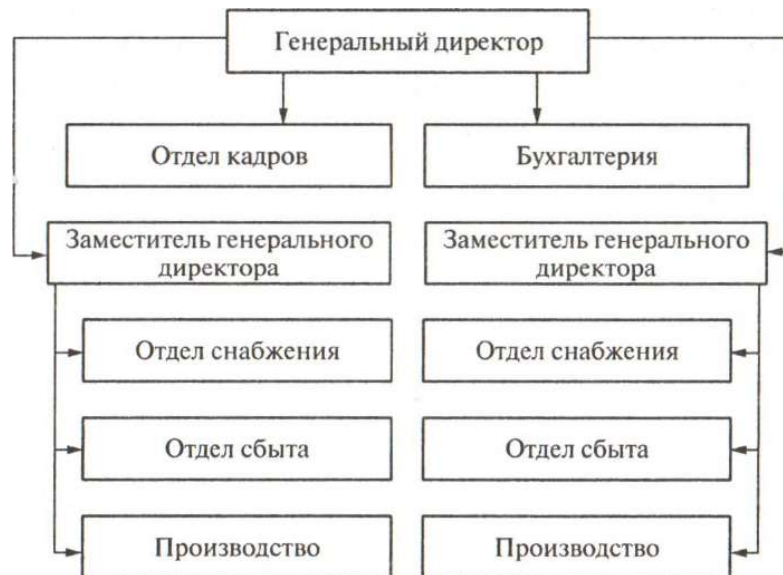 Генеральный директор
Отдел кадров
Бухгалтерия
Заместитель генерального
директора
Заместитель генерального
директора
Отдел снабжения
Отдел снабжения
Отдел сбыта
Отдел сбыта
Производство
Производство